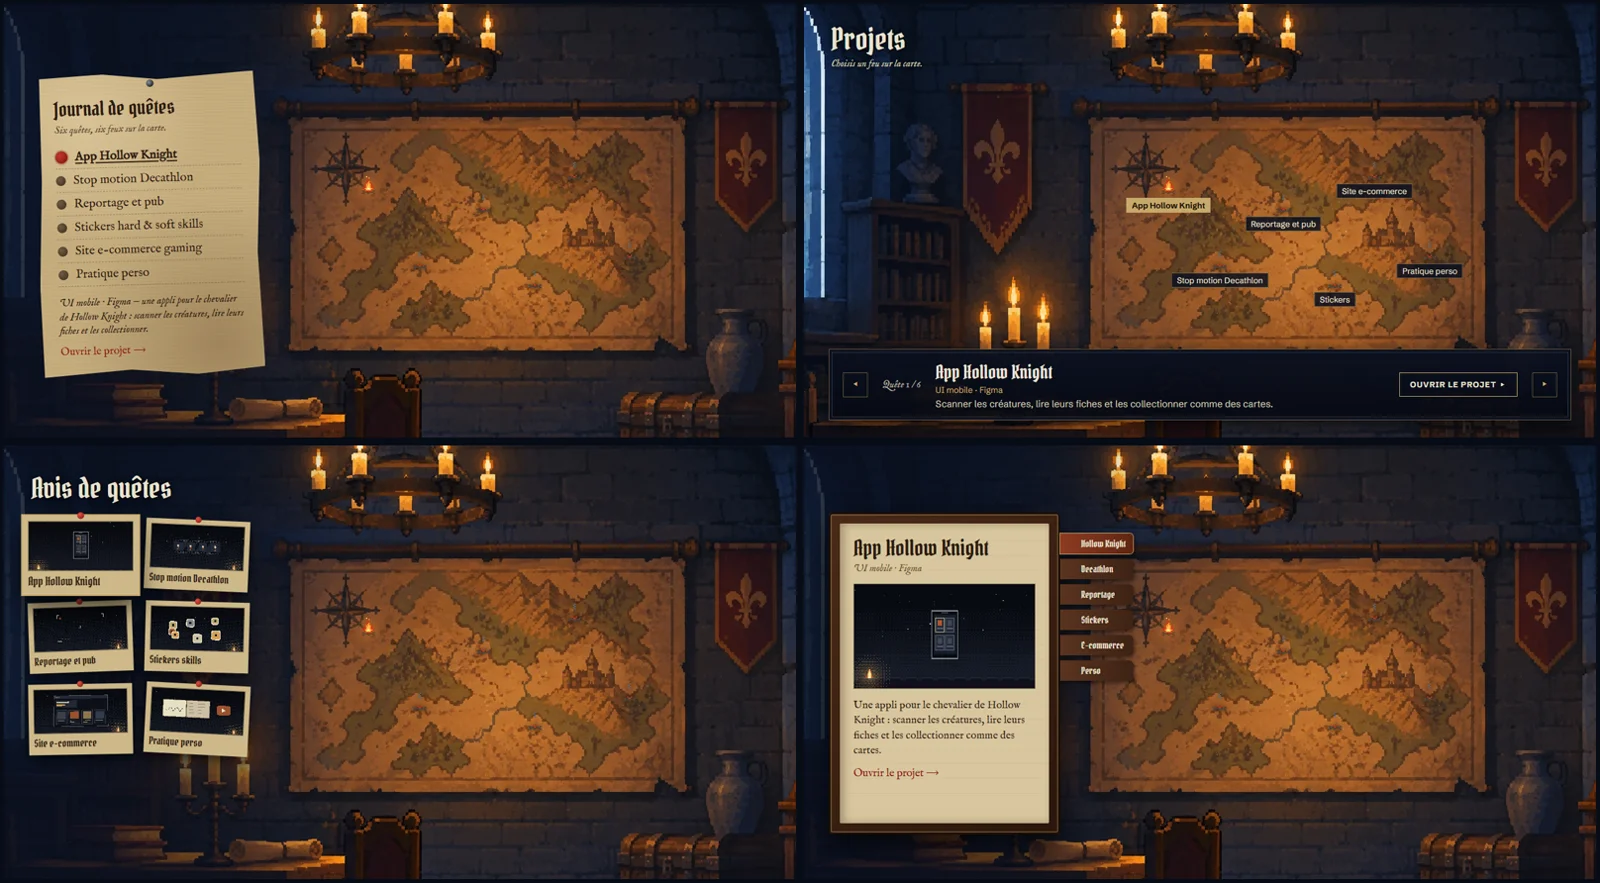 Journal de quêtes
Six quêtes, six feux sur la carte.
App Hollow Knight
Stop motion Decathlon
Reportage et pub
Stickers hard & soft skills
Site e-commerce gaming
Pratique perso
UI mobile · Figma — une appli pour le chevalier
de Hollow Knight : scanner les créatures, lire leurs
fiches et les collectionner.
Ouvrir le projet →
Projets
Choisis un feu sur la carte.
Site e-commerce
App Hollow Knight
Reportage et pub
Pratique perso
Stop motion Decathlon
Stickers
Quête 1 / 6
App Hollow Knight
UI mobile · Figma
Scanner les créatures, lire leurs fiches et les collectionner comme des cartes.
OUVRIR LE PROJET ▸
Avis de quêtes
App Hollow Knight
Stop motion Decathlon
Reportage et pub
Stickers skills
Site e-commerce
Pratique perso
App Hollow Knight
UI mobile · Figma
Une appli pour le chevalier de Hollow
Knight : scanner les créatures, lire leurs
fiches et les collectionner comme des
cartes.
Ouvrir le projet →
Hollow Knight
Decathlon
Reportage
Stickers
E-commerce
Perso